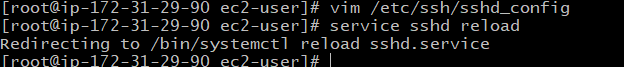 [root@ip-172-31-29-90 ec2-user]# vim /etc/ssh/sshd_config
[root@ip-172-31-29-90 ec2-user]# service sshd reload
Redirecting to /bin/systemctl reload sshd.service
[root@ip-172-31-29-90 ec2-user]#